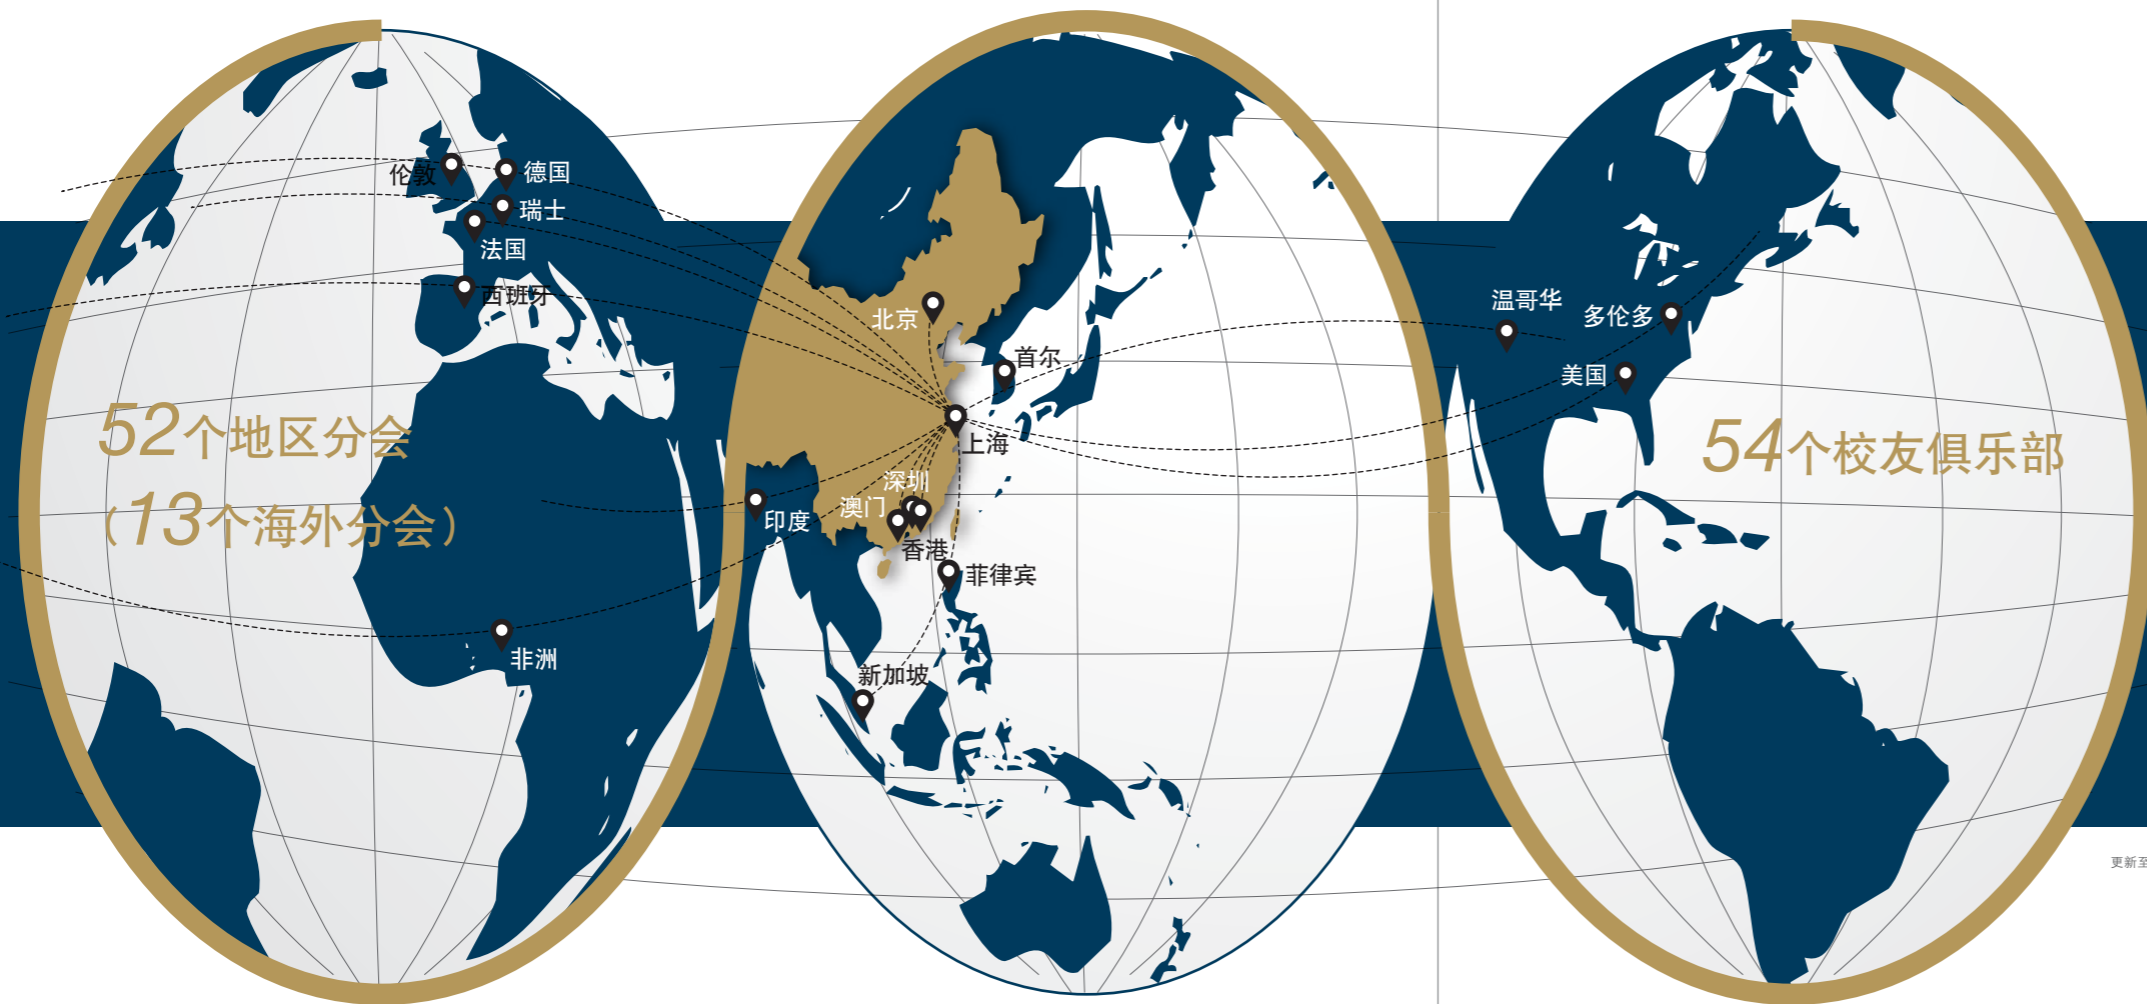 伦敦
德国
瑞士
法国
西班牙
52个地区分会
（13个海外分会）
非洲
北京
首尔
上海
深圳
澳门
印度
香港
菲律宾
新加坡
温哥华
多伦多
美国
54个校友俱乐部
更新至